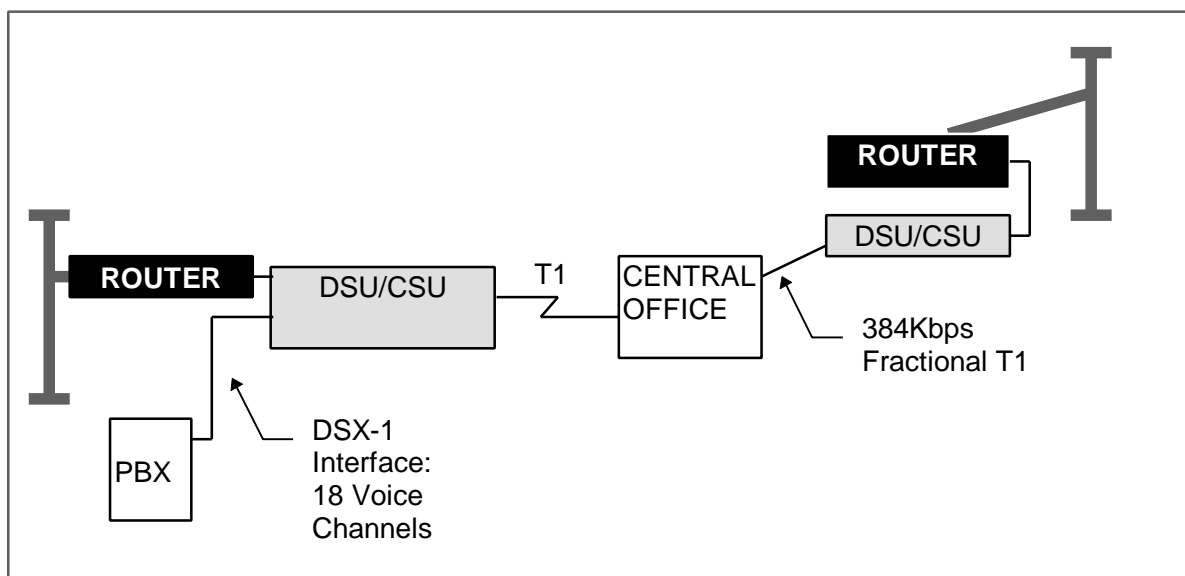 ROUTER
DSU/CSU
ROUTER
DSU/CSU
T1
CENTRAL
OFFICE
384Kbps
Fractional T1
PBX
DSX-1
Interface:
18 Voice
Channels